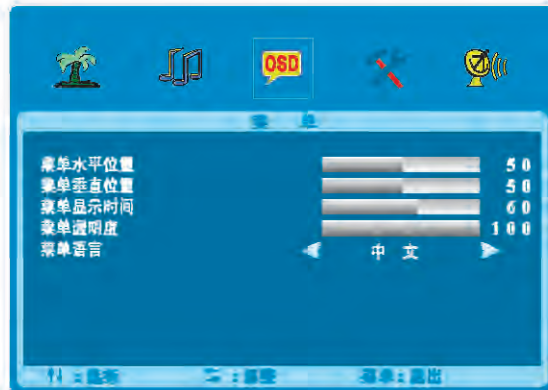 OSD
菜 单
菜单水平位置 50
菜单垂直位置 50
菜单显示时间 60
菜单透明度 100
菜单语言 中 文